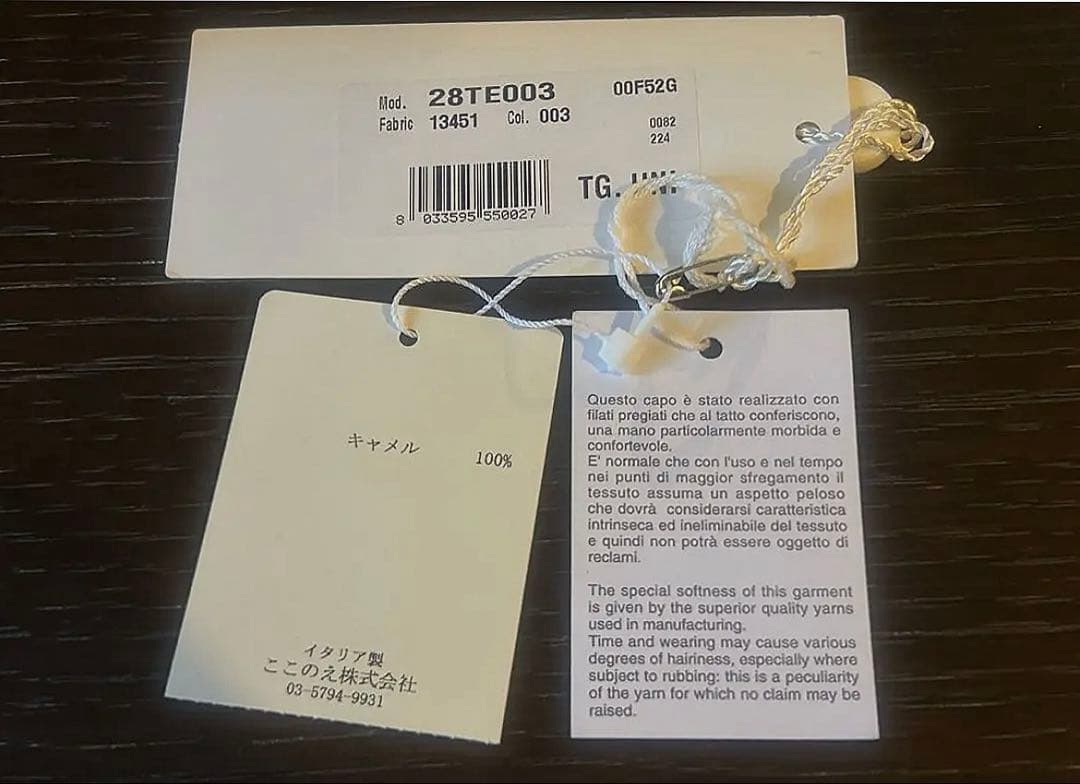 Mod. 28TE003 00F52G
Fabric 13451 Col. 003
0082
224
TG. UNI
8 033595 550027
キャメル 100%
イタリア製
ここのえ株式会社
03-5794-9931
Questo capo è stato realizzato con
filati pregiati che al tatto conferiscono,
una mano particolarmente morbida e
confortevole.
E' normale che con l'uso e nel tempo
nei punti di maggior sfregamento il
tessuto assuma un aspetto peloso
che dovrà considerarsi caratteristica
intrinseca ed ineliminabile del tessuto
e quindi non potrà essere oggetto di
reclami.
The special softness of this garment
is given by the superior quality yarns
used in manufacturing.
Time and wearing may cause various
degrees of hairiness, especially where
subject to rubbing: this is a peculiarity
of the yarn for which no claim may be
raised.